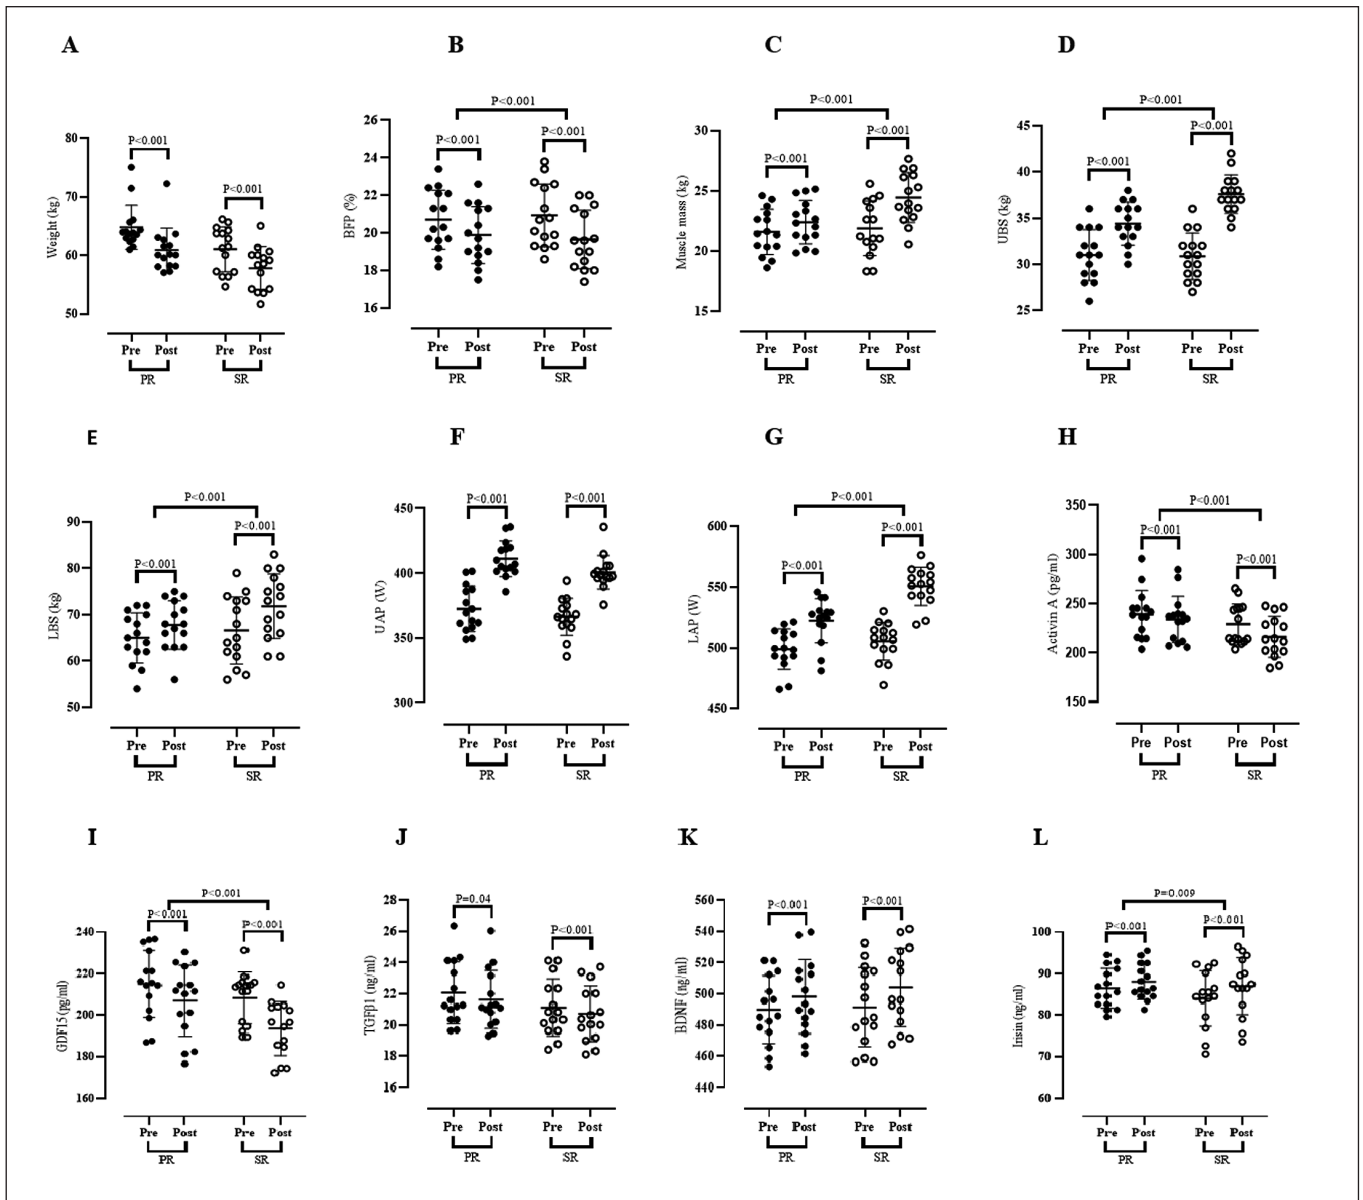 A
B
C
D
P<0.001
P<0.001
P<0.001
P<0.001
P<0.001
P<0.001
P<0.001
P<0.001
P<0.001
P<0.001
P<0.001
Weight (kg)
80
70
60
50
BFP (%)
26
24
22
20
18
16
Muscle mass (kg)
30
25
20
15
UBS (kg)
45
40
35
30
25
Pre Post Pre Post
PR SR
Pre Post Pre Post
PR SR
Pre Post Pre Post
PR SR
Pre Post Pre Post
PR SR
E
F
G
H
P<0.001
P<0.001
P<0.001
P<0.001
P<0.001
P<0.001
P<0.001
P<0.001
P<0.001
P<0.001
P<0.001
LBS (kg)
90
80
70
60
50
UAP (W)
450
400
350
300
LAP (W)
600
550
500
450
Activin A (pg/ml)
350
300
250
200
150
Pre Post Pre Post
PR SR
Pre Post Pre Post
PR SR
Pre Post Pre Post
PR SR
Pre Post Pre Post
PR SR
I
J
K
L
P<0.001
P<0.001
P<0.001
P=0.04
P<0.001
P<0.001
P<0.001
P=0.009
P<0.001
P<0.001
GDF15 (pg/ml)
240
220
200
180
160
TGFβ1 (ng/ml)
28
26
24
22
20
18
16
BDNF (ng/ml)
560
540
520
500
480
460
440
Irisin (ng/ml)
100
90
80
70
60
Pre Post Pre Post
PR SR
Pre Post Pre Post
PR SR
Pre Post Pre Post
PR SR
Pre Post Pre Post
PR SR